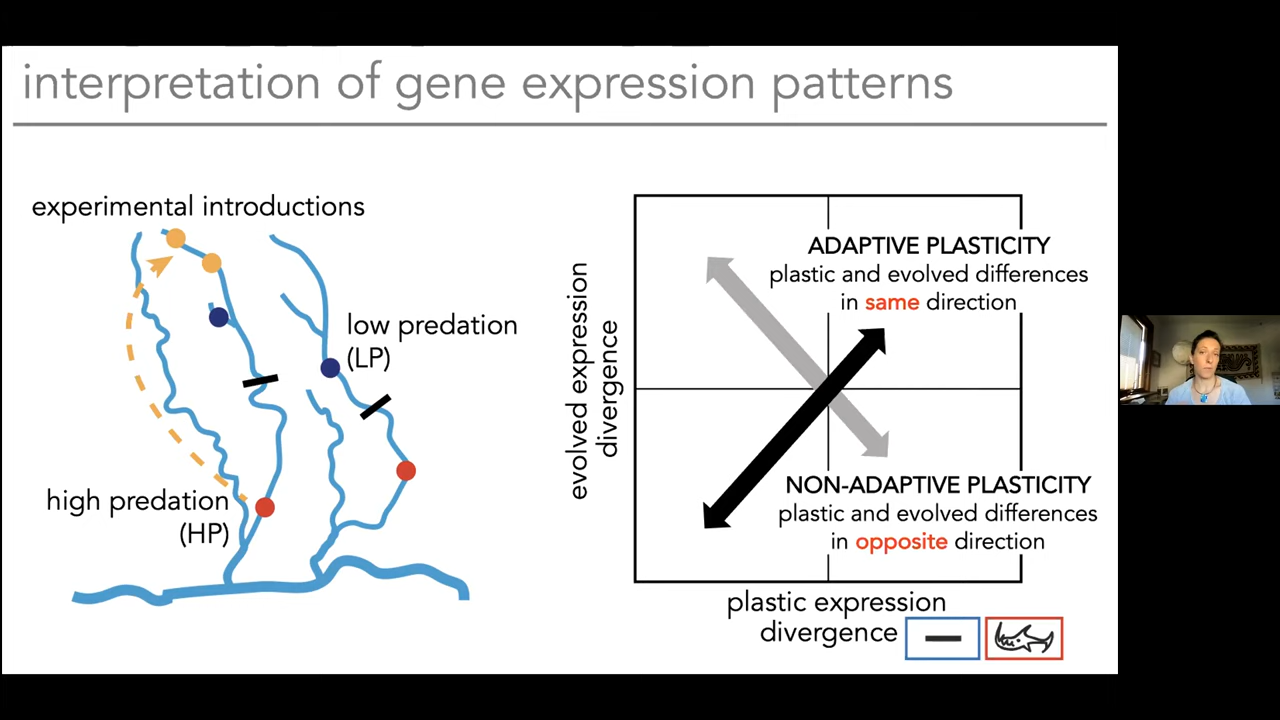 interpretation of gene expression patterns
experimental introductions
low predation
(LP)
high predation
(HP)
evolved expression
divergence
ADAPTIVE PLASTICITY
plastic and evolved differences
in same direction
NON-ADAPTIVE PLASTICITY
plastic and evolved differences
in opposite direction
plastic expression
divergence